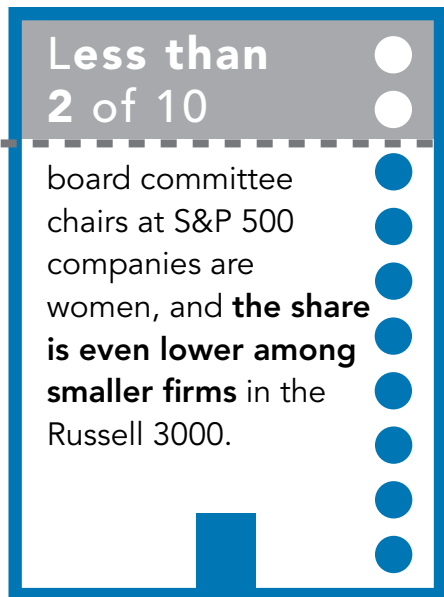 Less than
2 of 10
board committee
chairs at S&P 500
companies are
women, and the share
is even lower among
smaller firms in the
Russell 3000.